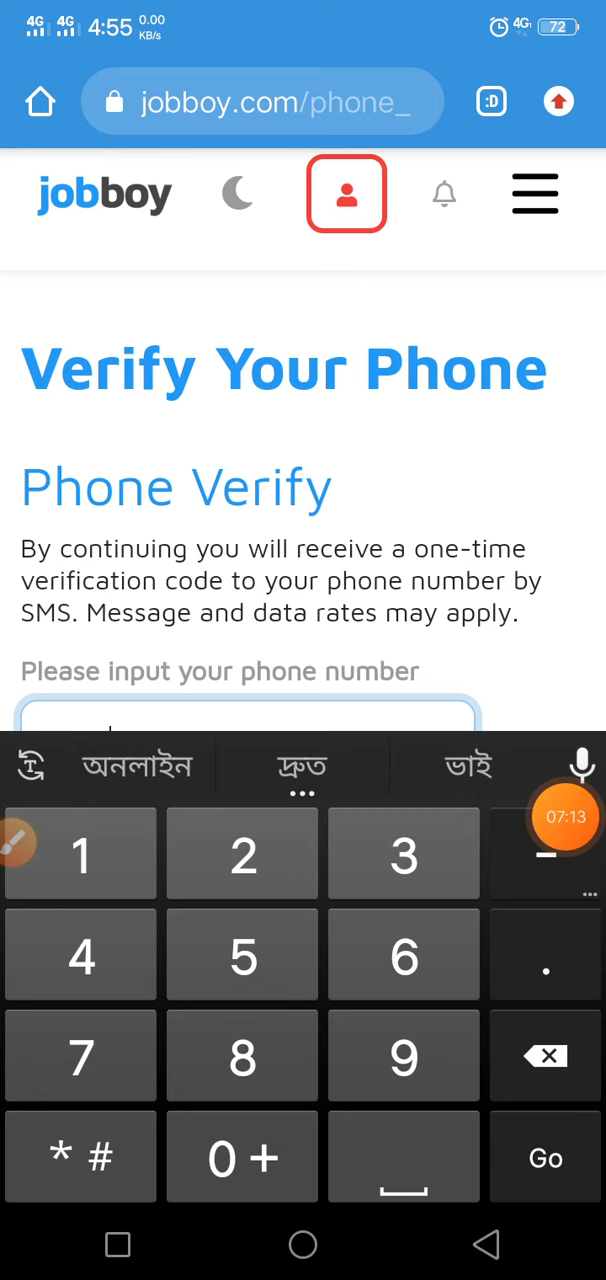 4G 4G 4:55 0.00 KB/s 4G 72
jobboy.com/phone_ :D
jobboy
Verify Your Phone
Phone Verify
By continuing you will receive a one-time
verification code to your phone number by
SMS. Message and data rates may apply.
Please input your phone number
অনলাইন দ্রুত ভাই
07:13
1 2 3 –
4 5 6 .
7 8 9
* # 0 + Go